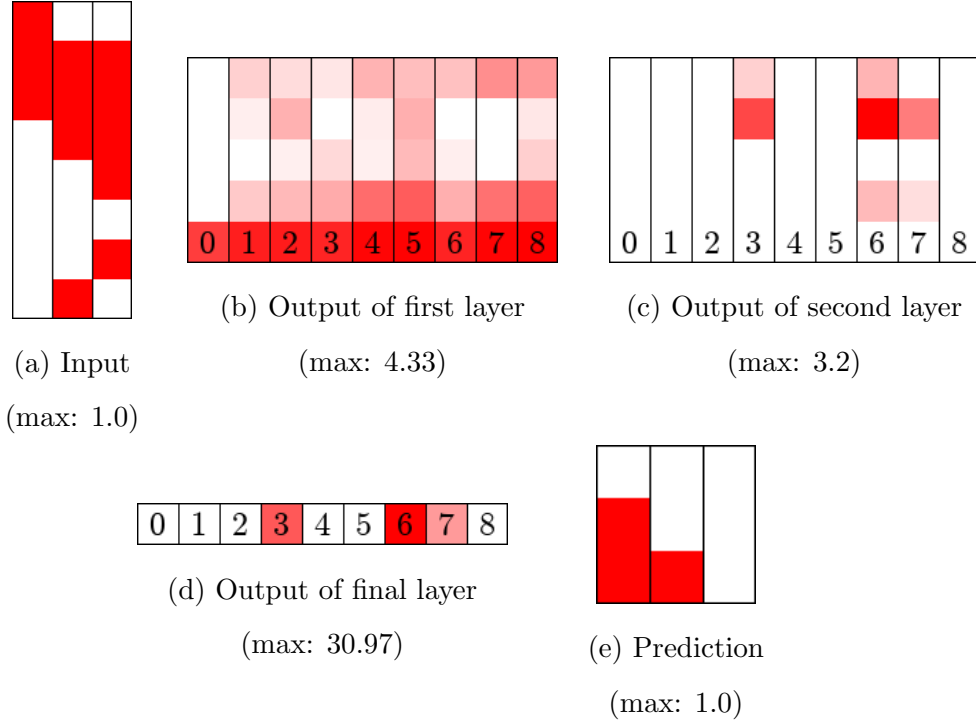 0 1 2 3 4 5 6 7 8
0 1 2 3 4 5 6 7 8
(b) Output of first layer
(max: 4.33)
(c) Output of second layer
(max: 3.2)
(a) Input
(max: 1.0)
0 1 2 3 4 5 6 7 8
(d) Output of final layer
(max: 30.97)
(e) Prediction
(max: 1.0)